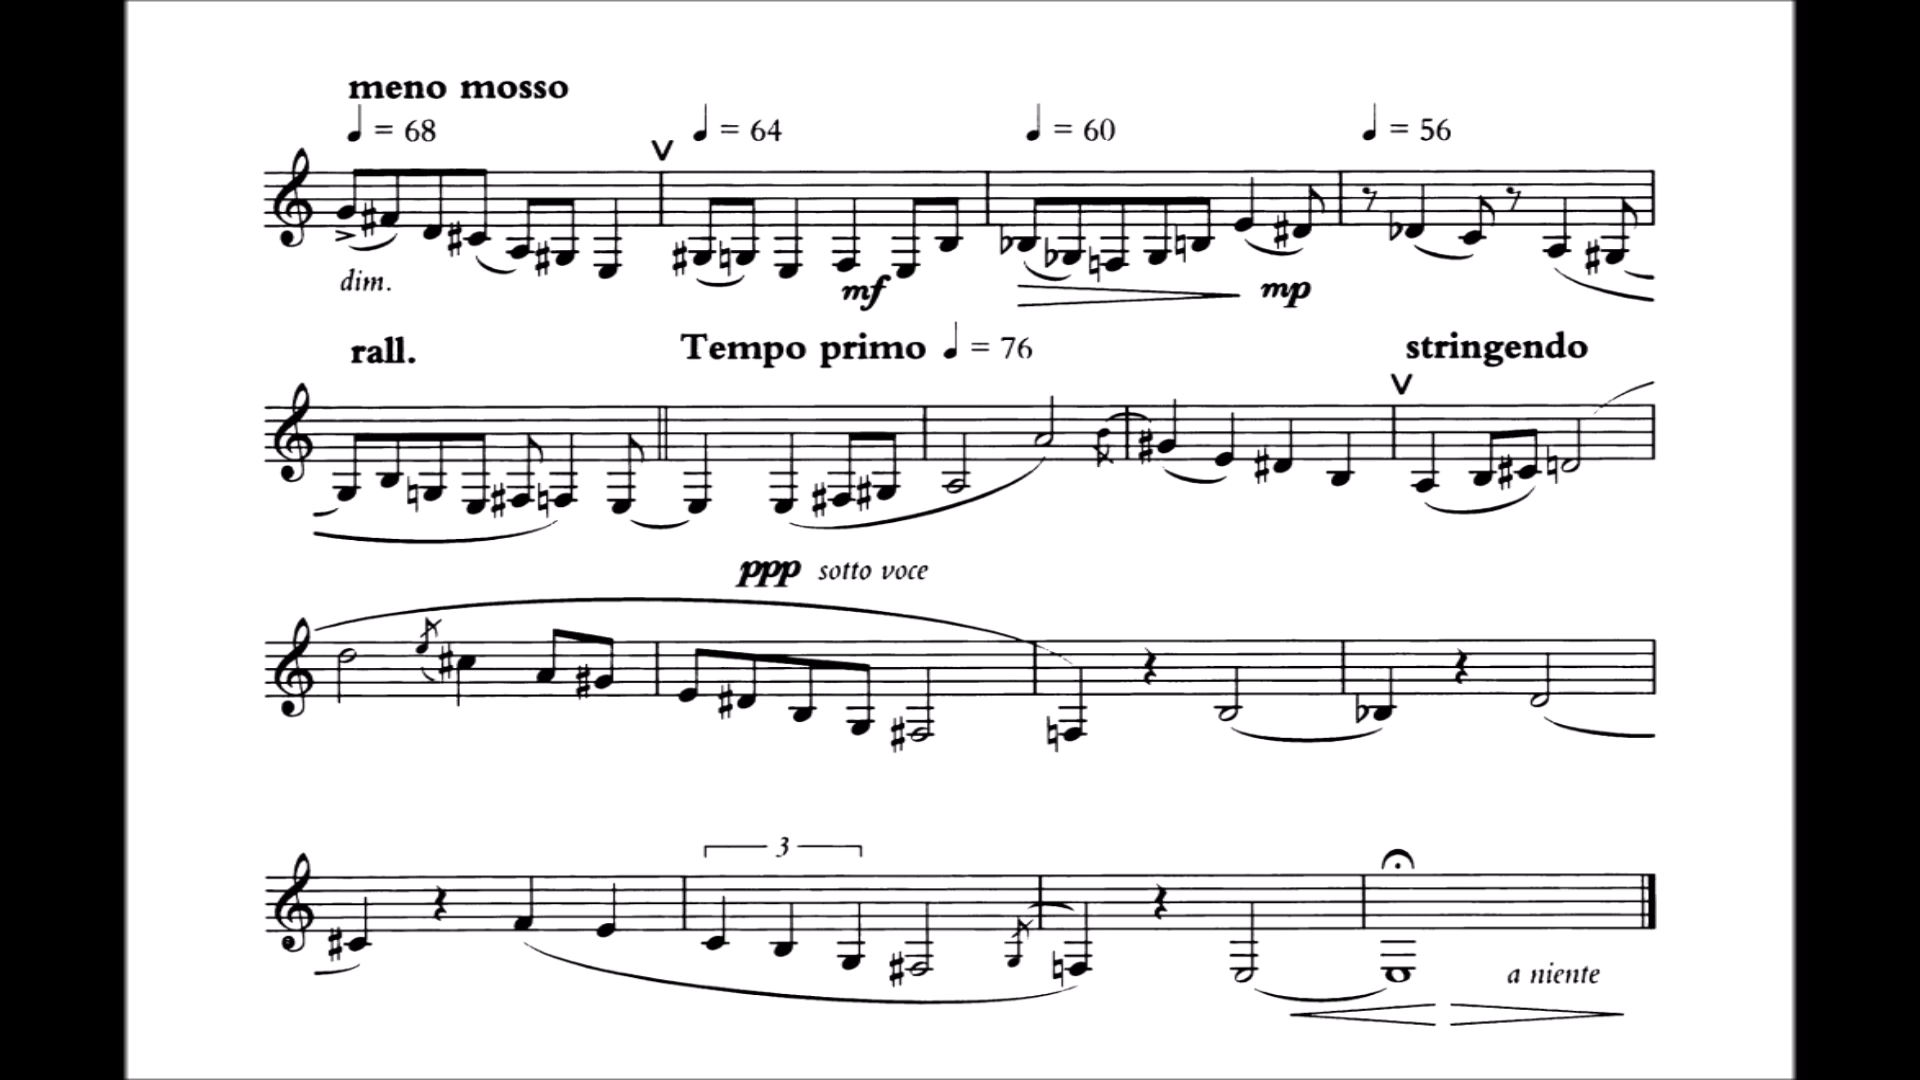 meno mosso
♩ = 68 ♩ = 64 ♩ = 60 ♩ = 56
dim. mf mp
rall. Tempo primo ♩ = 76 stringendo
ppp sotto voce
3
a niente